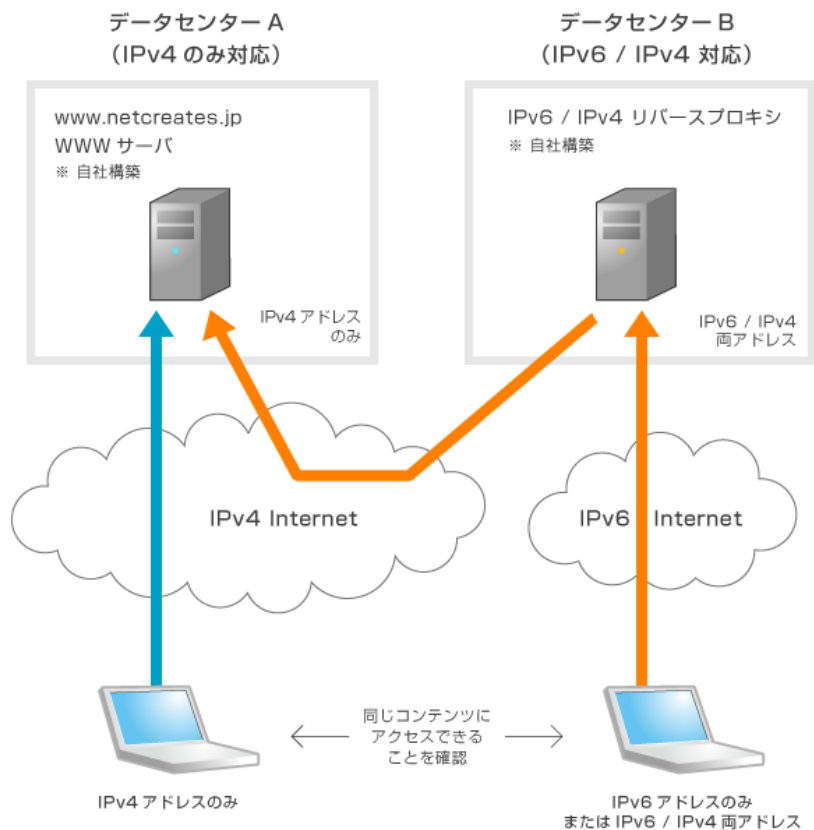 データセンター A
（IPv4 のみ対応）
データセンター B
（IPv6 / IPv4 対応）
www.netcreates.jp
WWW サーバ
※ 自社構築
IPv4 アドレス
のみ
IPv6 / IPv4 リバースプロキシ
※ 自社構築
IPv6 / IPv4
両アドレス
IPv4 Internet
IPv6 Internet
同じコンテンツに
アクセスできる
ことを確認
IPv4 アドレスのみ
IPv6 アドレスのみ
または IPv6 / IPv4 両アドレス